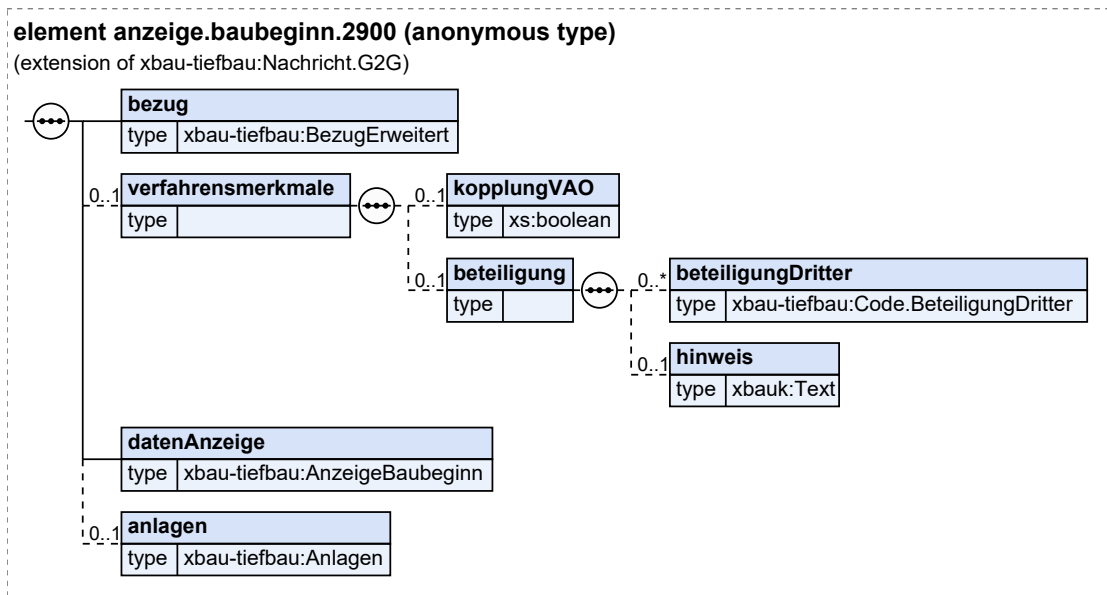 element anzeige.baubeginn.2900 (anonymous type)
(extension of xbau-tiefbau:Nachricht.G2G)
bezug
type xbau-tiefbau:BezugErweitert
0..1 verfahrensmerkmale
type
0..1 kopplungVAO
type xs:boolean
0..1 beteiligung
type
0..* beteiligungDritter
type xbau-tiefbau:Code.BeteiligungDritter
0..1 hinweis
type xbauk:Text
datenAnzeige
type xbau-tiefbau:AnzeigeBaubeginn
0..1 anlagen
type xbau-tiefbau:Anlagen